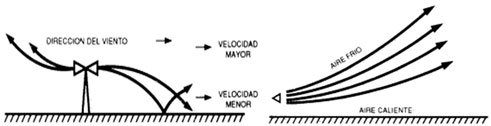 DIRECCION DEL VIENTO
VELOCIDAD
MAYOR
VELOCIDAD
MENOR
AIRE FRIO
AIRE CALIENTE